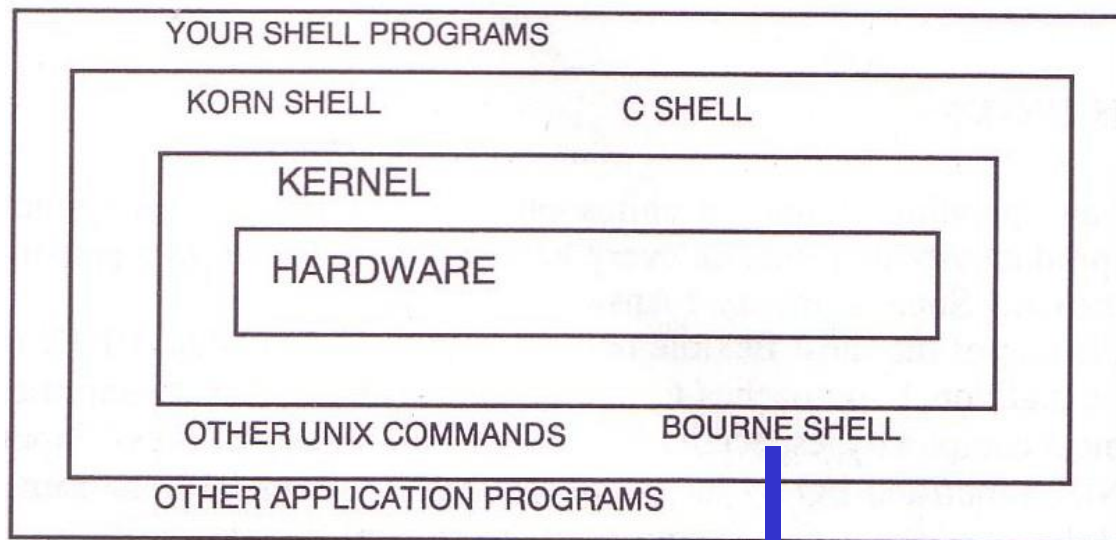 YOUR SHELL PROGRAMS
KORN SHELL C SHELL
KERNEL
HARDWARE
OTHER UNIX COMMANDS BOURNE SHELL
OTHER APPLICATION PROGRAMS